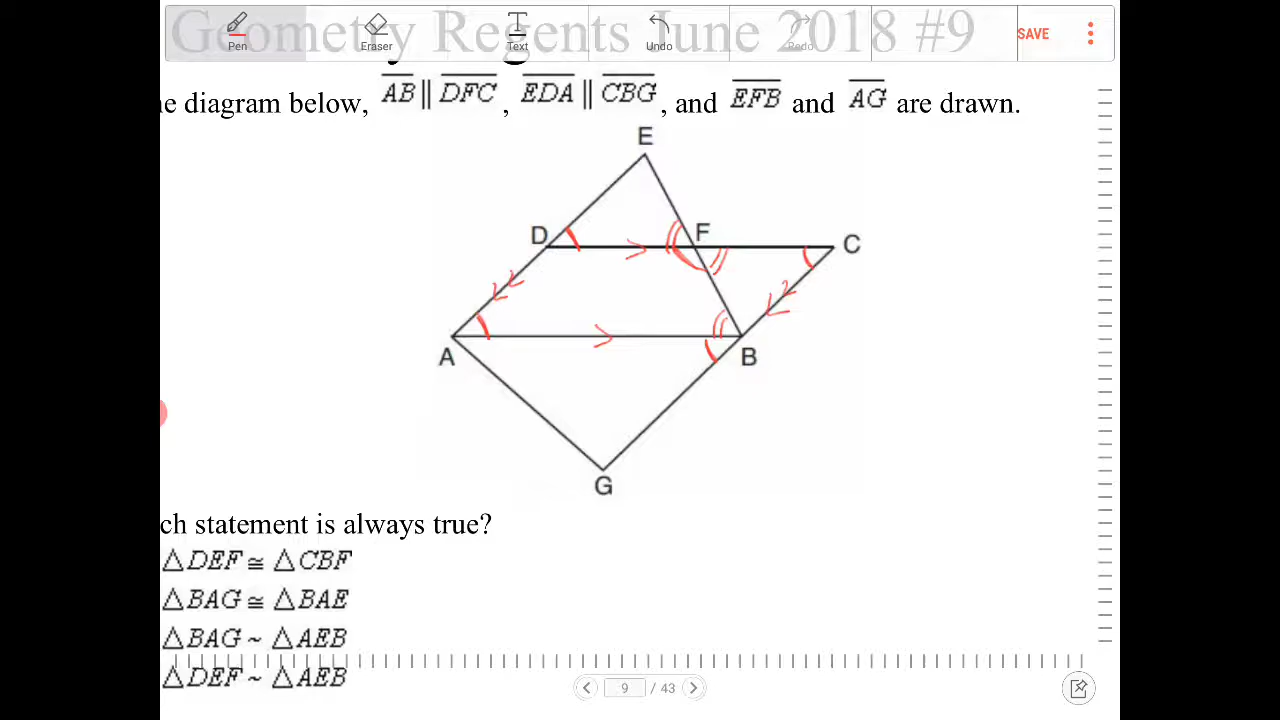 Geometry Regents June 2018 #9
Pen Eraser Text Undo Redo SAVE
e diagram below, AB || DFC, EDA || CBG, and EFB and AG are drawn.
E
D F C
A B
G
ch statement is always true?
△DEF ≅ △CBF
△BAG ≅ △BAE
△BAG ~ △AEB
△DEF ~ △AEB
9 / 43